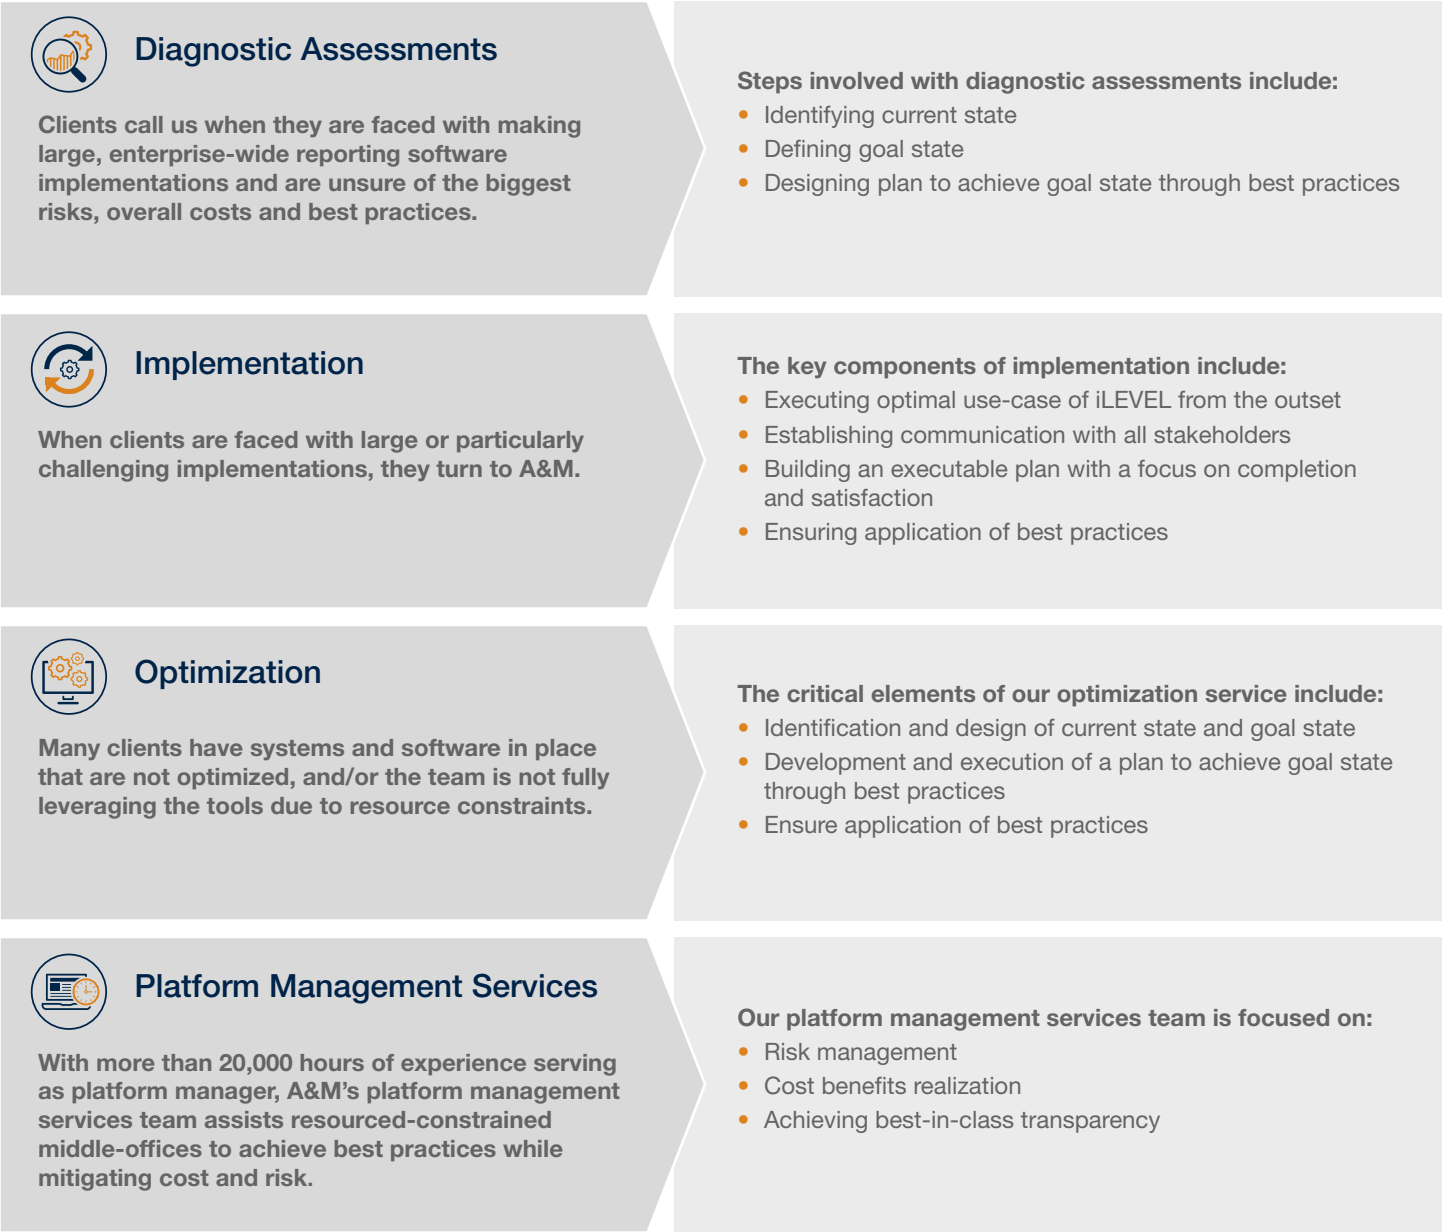 Diagnostic Assessments
Clients call us when they are faced with making
large, enterprise-wide reporting software
implementations and are unsure of the biggest
risks, overall costs and best practices.
Steps involved with diagnostic assessments include:
• Identifying current state
• Defining goal state
• Designing plan to achieve goal state through best practices
Implementation
When clients are faced with large or particularly
challenging implementations, they turn to A&M.
The key components of implementation include:
• Executing optimal use-case of iLEVEL from the outset
• Establishing communication with all stakeholders
• Building an executable plan with a focus on completion
and satisfaction
• Ensuring application of best practices
Optimization
Many clients have systems and software in place
that are not optimized, and/or the team is not fully
leveraging the tools due to resource constraints.
The critical elements of our optimization service include:
• Identification and design of current state and goal state
• Development and execution of a plan to achieve goal state
through best practices
• Ensure application of best practices
Platform Management Services
With more than 20,000 hours of experience serving
as platform manager, A&M’s platform management
services team assists resourced-constrained
middle-offices to achieve best practices while
mitigating cost and risk.
Our platform management services team is focused on:
• Risk management
• Cost benefits realization
• Achieving best-in-class transparency